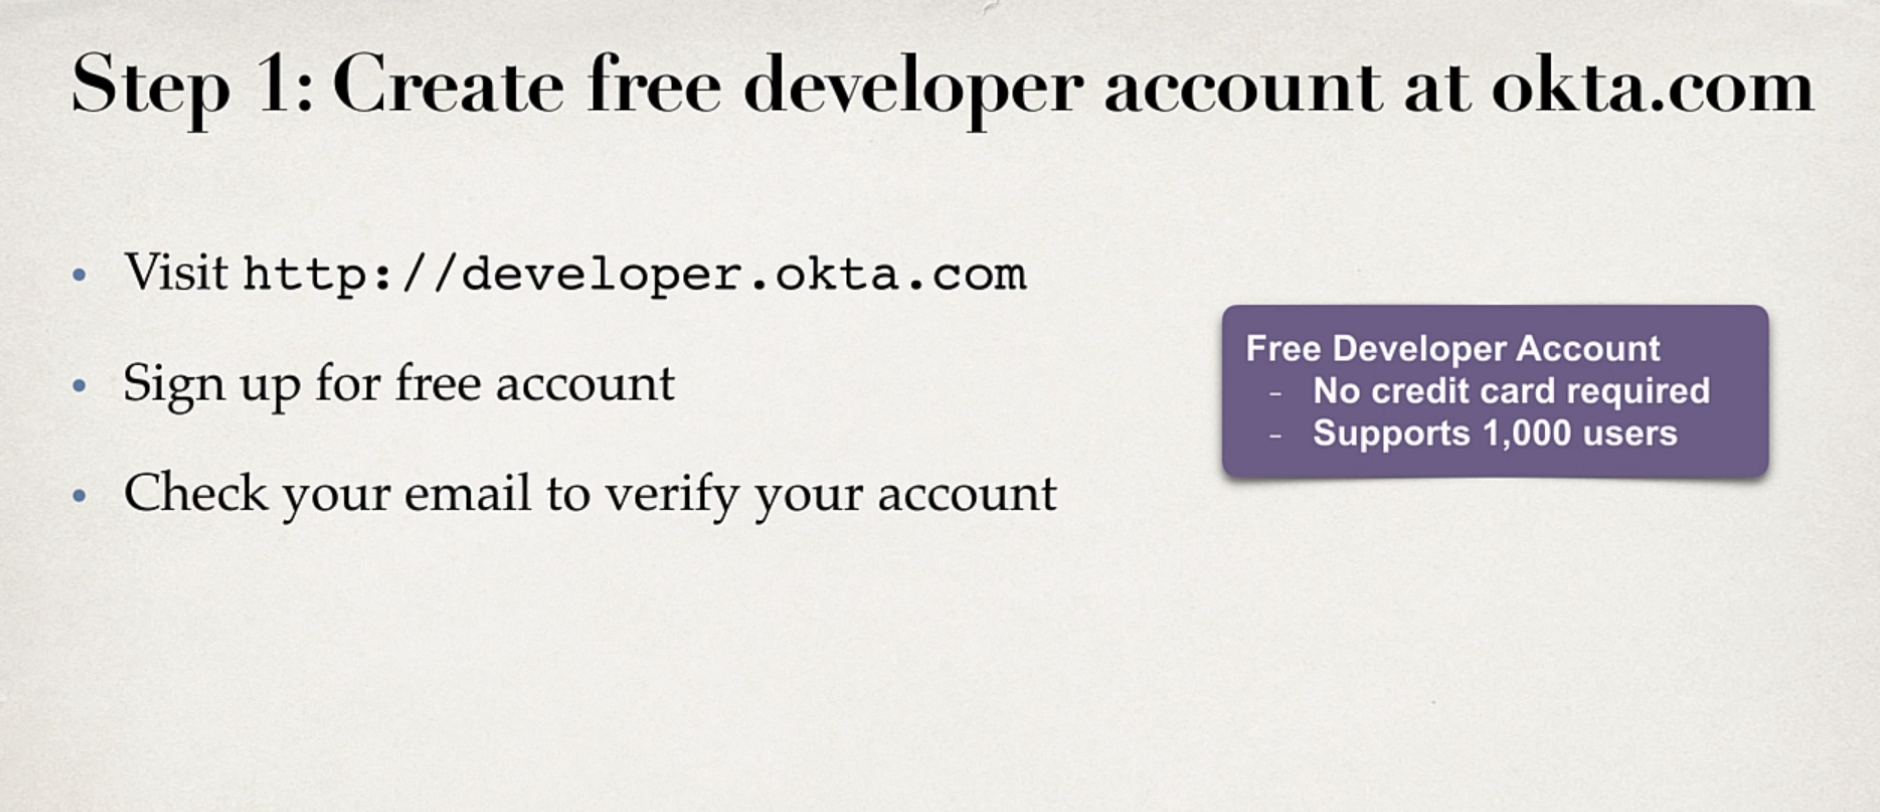 Step 1: Create free developer account at okta.com
• Visit http://developer.okta.com
• Sign up for free account
• Check your email to verify your account
Free Developer Account
- No credit card required
- Supports 1,000 users